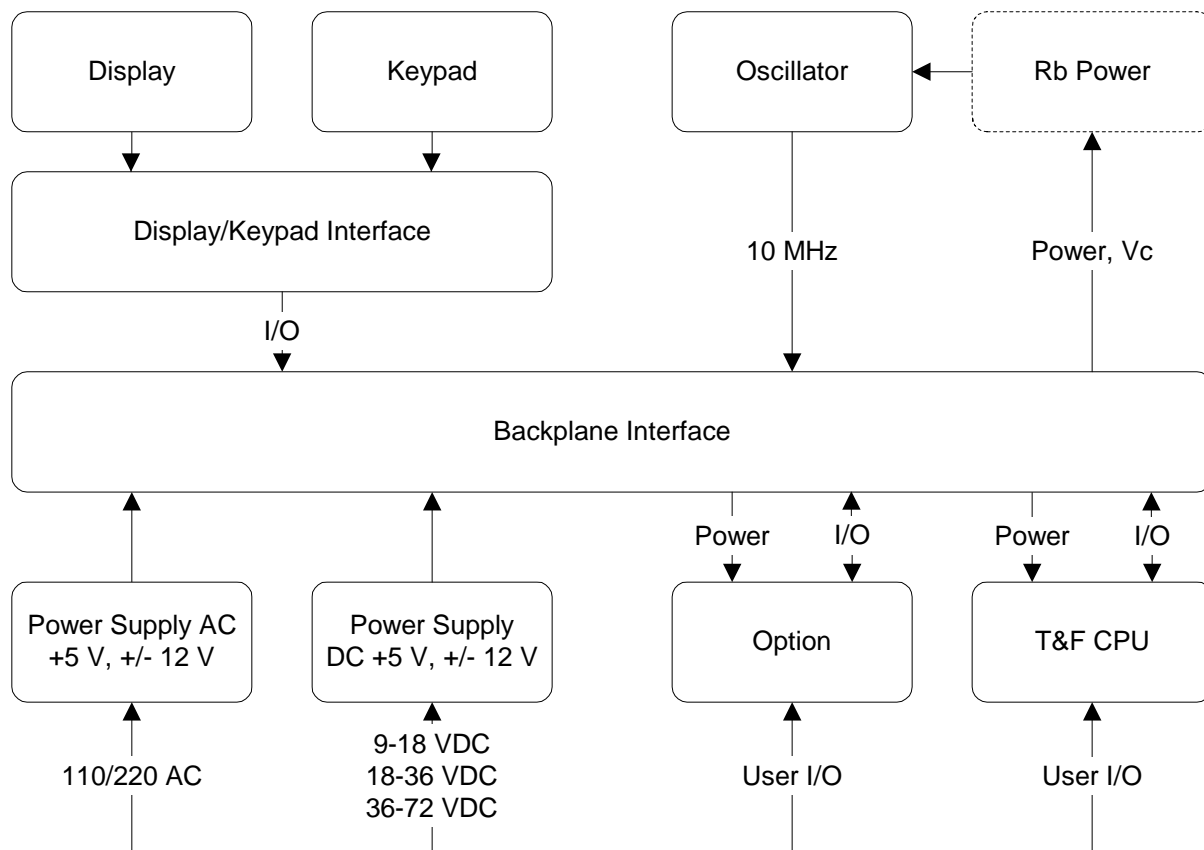 Display
Keypad
Oscillator
Rb Power
Display/Keypad Interface
10 MHz
Power, Vc
I/O
Backplane Interface
Power
I/O
Power
I/O
Power Supply AC
+5 V, +/- 12 V
Power Supply
DC +5 V, +/- 12 V
Option
T&F CPU
110/220 AC
9-18 VDC
18-36 VDC
36-72 VDC
User I/O
User I/O